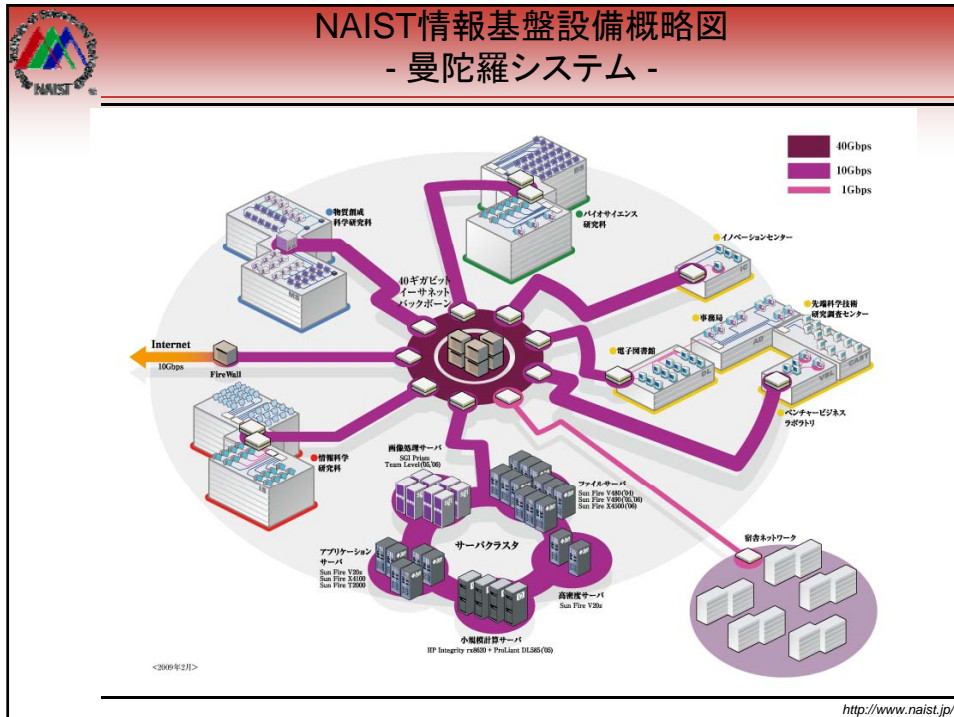 NAIST情報基盤設備概略図
- 曼陀羅システム -
NAIST
40Gbps
10Gbps
1Gbps
物質創成
科学研究科
MS
バイオサイエンス
研究科
BS
イノベーションセンター
IC
40ギガビット
イーサネット
バックボーン
事務局
AD
先端科学技術
研究調査センター
CAST
電子図書館
DL
VBL
ベンチャービジネス
ラボラトリ
Internet
10Gbps
FireWall
情報科学
研究科
IS
画像処理サーバ
SGI Prism
Team Level('05,'06)
ファイルサーバ
Sun Fire V480('04)
Sun Fire V490('05,'06)
Sun Fire X4500('06)
サーバクラスタ
アプリケーション
サーバ
Sun Fire V20z
Sun Fire X4100
Sun Fire T2000
高密度サーバ
Sun Fire V20z
小規模計算サーバ
HP Integrity rx8620 + ProLiant DL585('05)
宿舎ネットワーク
<2009年2月>
http://www.naist.jp/